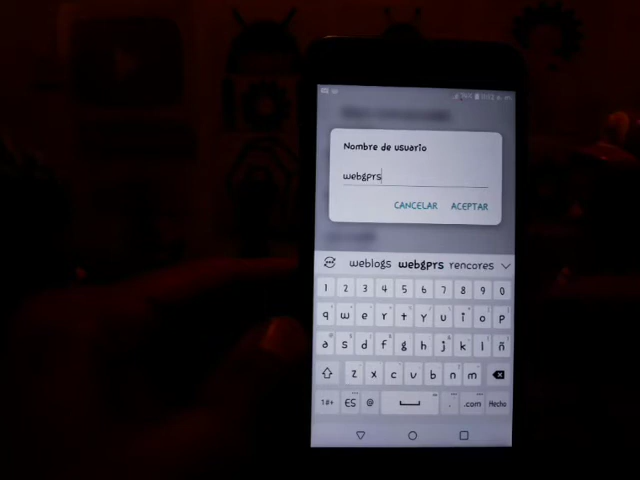 Nombre de usuario
webgprs
CANCELAR ACEPTAR
weblogs webgprs rencores
1 2 3 4 5 6 7 8 9 0
q w e r t y u i o p
a s d f g h j k l ñ
z x c v b n m
ES @ . .com Hecho